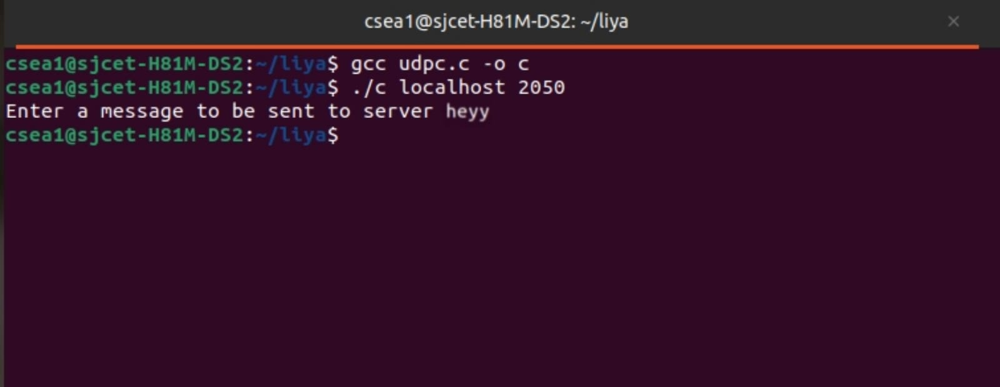 csea1@sjcet-H81M-DS2: ~/liya
csea1@sjcet-H81M-DS2:~/liya$ gcc udpc.c -o c
csea1@sjcet-H81M-DS2:~/liya$ ./c localhost 2050
Enter a message to be sent to server heyy
csea1@sjcet-H81M-DS2:~/liya$